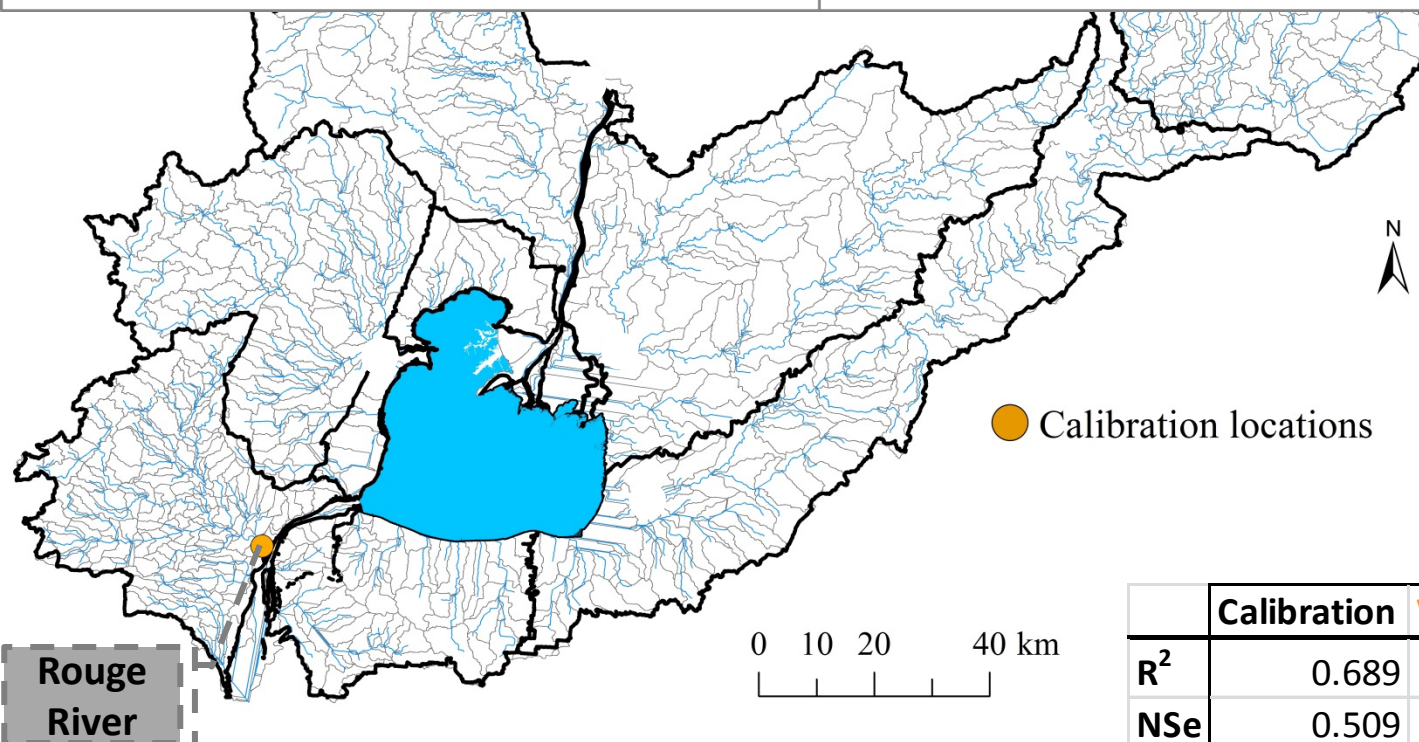 N
Calibration locations
0 10 20 40 km
Rouge
River
Calibration
R² 0.689
NSe 0.509